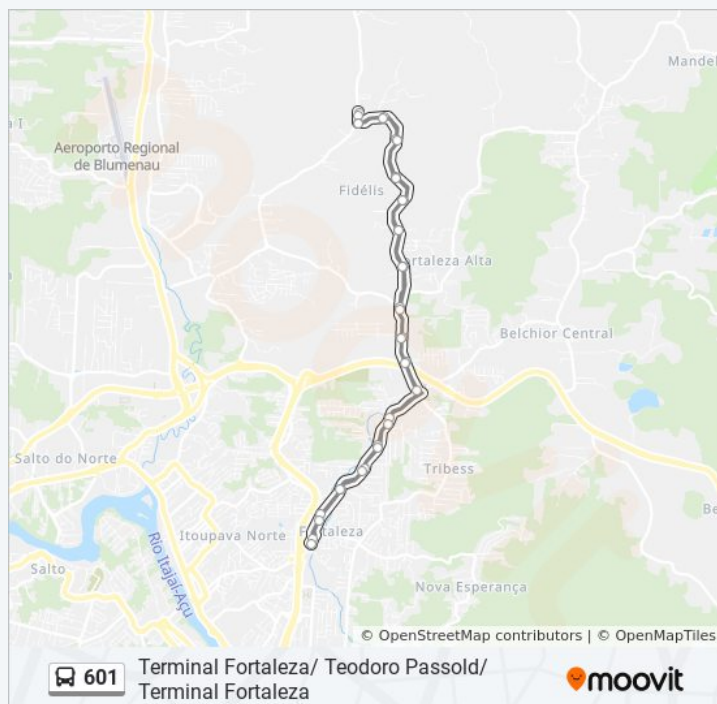 Mandel
a I
Aeroporto Regional
de Blumenau
Fidélis
Fortaleza Alta
Belchior Central
Salto do Norte
Tribess
Itoupava Norte
Fortaleza
Be
Rio Itajaí-Açu
Salto
Nova Esperança
© OpenStreetMap contributors | © OpenMapTiles
601
Terminal Fortaleza/ Teodoro Passold/
Terminal Fortaleza
moovit